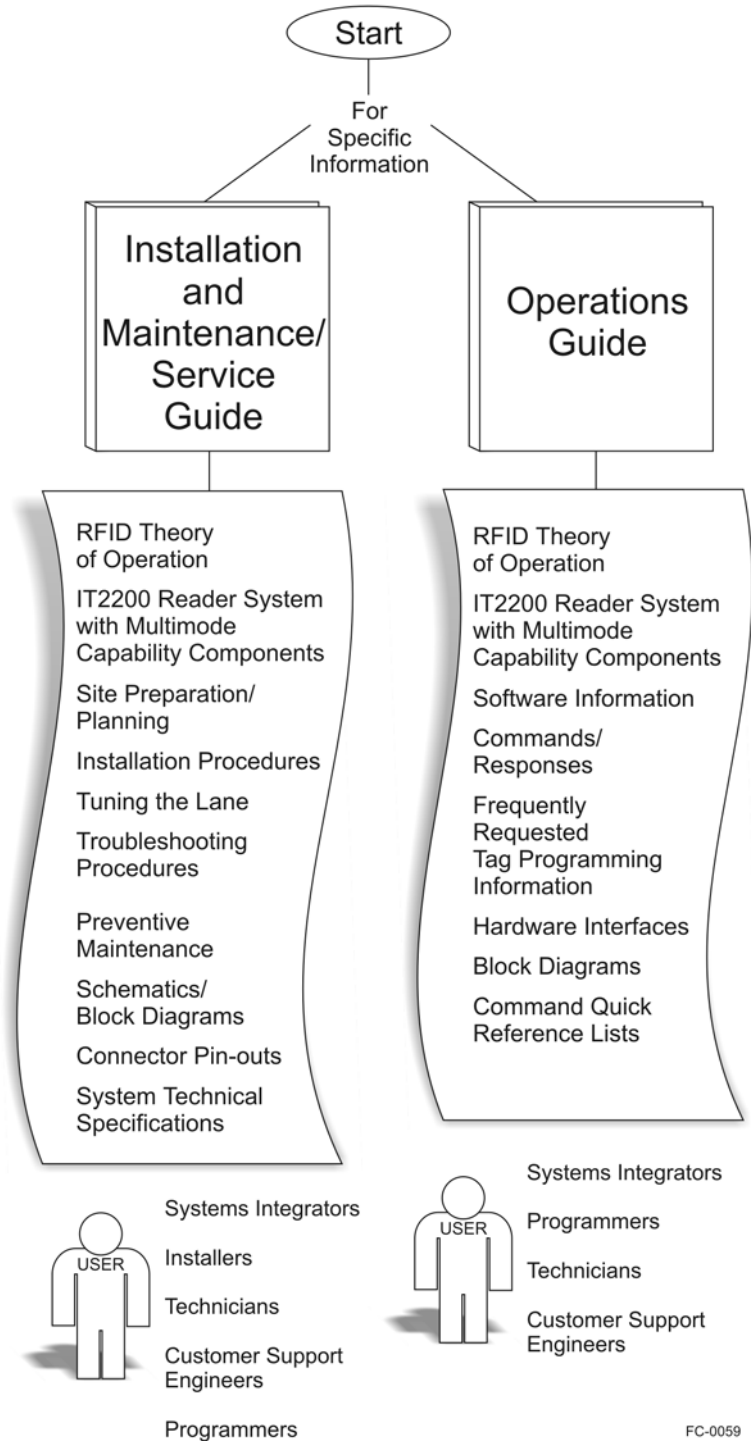 Start
For
Specific
Information
Installation
and
Maintenance/
Service
Guide
Operations
Guide
RFID Theory
of Operation
IT2200 Reader System
with Multimode
Capability Components
Site Preparation/
Planning
Installation Procedures
Tuning the Lane
Troubleshooting
Procedures
Preventive
Maintenance
Schematics/
Block Diagrams
Connector Pin-outs
System Technical
Specifications
RFID Theory
of Operation
IT2200 Reader System
with Multimode
Capability Components
Software Information
Commands/
Responses
Frequently
Requested
Tag Programming
Information
Hardware Interfaces
Block Diagrams
Command Quick
Reference Lists
USER
Systems Integrators
Installers
Technicians
Customer Support
Engineers
Programmers
USER
Systems Integrators
Programmers
Technicians
Customer Support
Engineers
FC-0059